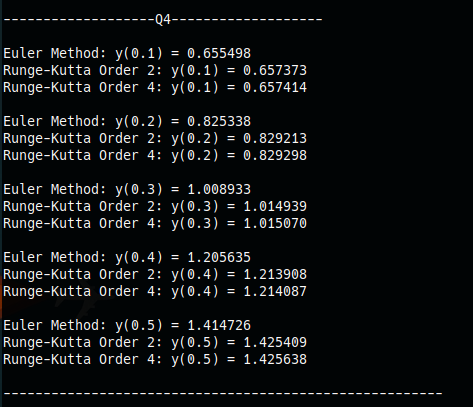 -------------------Q4-------------------
Euler Method: y(0.1) = 0.655498
Runge-Kutta Order 2: y(0.1) = 0.657373
Runge-Kutta Order 4: y(0.1) = 0.657414
Euler Method: y(0.2) = 0.825338
Runge-Kutta Order 2: y(0.2) = 0.829213
Runge-Kutta Order 4: y(0.2) = 0.829298
Euler Method: y(0.3) = 1.008933
Runge-Kutta Order 2: y(0.3) = 1.014939
Runge-Kutta Order 4: y(0.3) = 1.015070
Euler Method: y(0.4) = 1.205635
Runge-Kutta Order 2: y(0.4) = 1.213908
Runge-Kutta Order 4: y(0.4) = 1.214087
Euler Method: y(0.5) = 1.414726
Runge-Kutta Order 2: y(0.5) = 1.425409
Runge-Kutta Order 4: y(0.5) = 1.425638
-------------------------------------------------------